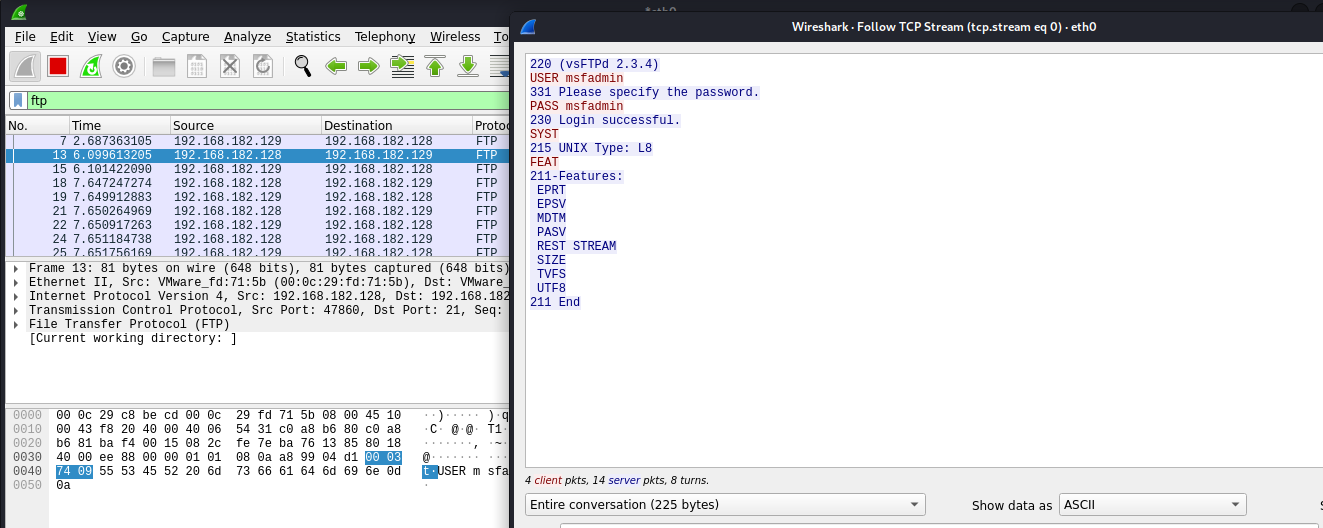 *eth0
File Edit View Go Capture Analyze Statistics Telephony Wireless To
ftp
No. Time Source Destination Protoc
7 2.687363105 192.168.182.129 192.168.182.128 FTP
13 6.099613205 192.168.182.128 192.168.182.129 FTP
15 6.101422090 192.168.182.129 192.168.182.128 FTP
18 7.647247274 192.168.182.128 192.168.182.129 FTP
19 7.649912883 192.168.182.129 192.168.182.128 FTP
21 7.650264969 192.168.182.128 192.168.182.129 FTP
22 7.650917263 192.168.182.129 192.168.182.128 FTP
24 7.651184738 192.168.182.128 192.168.182.129 FTP
25 7.651756169 192.168.182.129 192.168.182.128 FTP
Frame 13: 81 bytes on wire (648 bits), 81 bytes captured (648 bits)
Ethernet II, Src: VMware_fd:71:5b (00:0c:29:fd:71:5b), Dst: VMware_
Internet Protocol Version 4, Src: 192.168.182.128, Dst: 192.168.182
Transmission Control Protocol, Src Port: 47860, Dst Port: 21, Seq:
File Transfer Protocol (FTP)
[Current working directory: ]
0000 00 0c 29 c8 be cd 00 0c 29 fd 71 5b 08 00 45 10 ··)····· )·q
0010 00 43 f8 20 40 00 40 06 54 31 c0 a8 b6 80 c0 a8 ·C· @·@· T1·
0020 b6 81 ba f4 00 15 08 2c fe 7e ba 76 13 85 80 18 ·······, ·~·
0030 40 00 ee 88 00 00 01 01 08 0a a8 99 04 d1 00 03 @·······
0040 74 09 55 53 45 52 20 6d 73 66 61 64 6d 69 6e 0d t·USER m sfa
0050 0a ·
Wireshark · Follow TCP Stream (tcp.stream eq 0) · eth0
220 (vsFTPd 2.3.4)
USER msfadmin
331 Please specify the password.
PASS msfadmin
230 Login successful.
SYST
215 UNIX Type: L8
FEAT
211-Features:
EPRT
EPSV
MDTM
PASV
REST STREAM
SIZE
TVFS
UTF8
211 End
4 client pkts, 14 server pkts, 8 turns.
Entire conversation (225 bytes) Show data as ASCII S